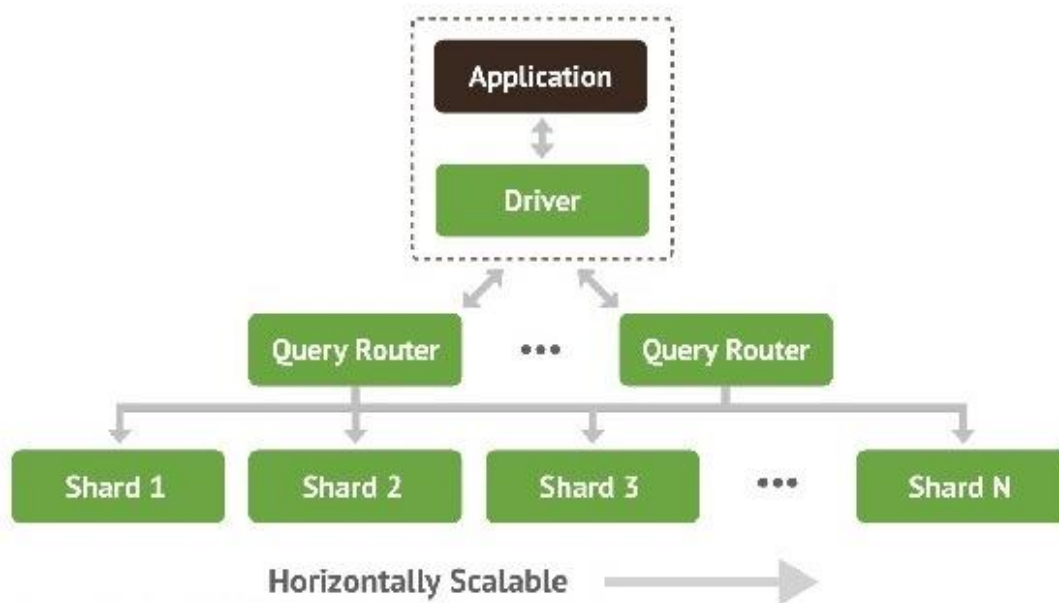 Application
Driver
Query Router ... Query Router
Shard 1 Shard 2 Shard 3 ... Shard N
Horizontally Scalable